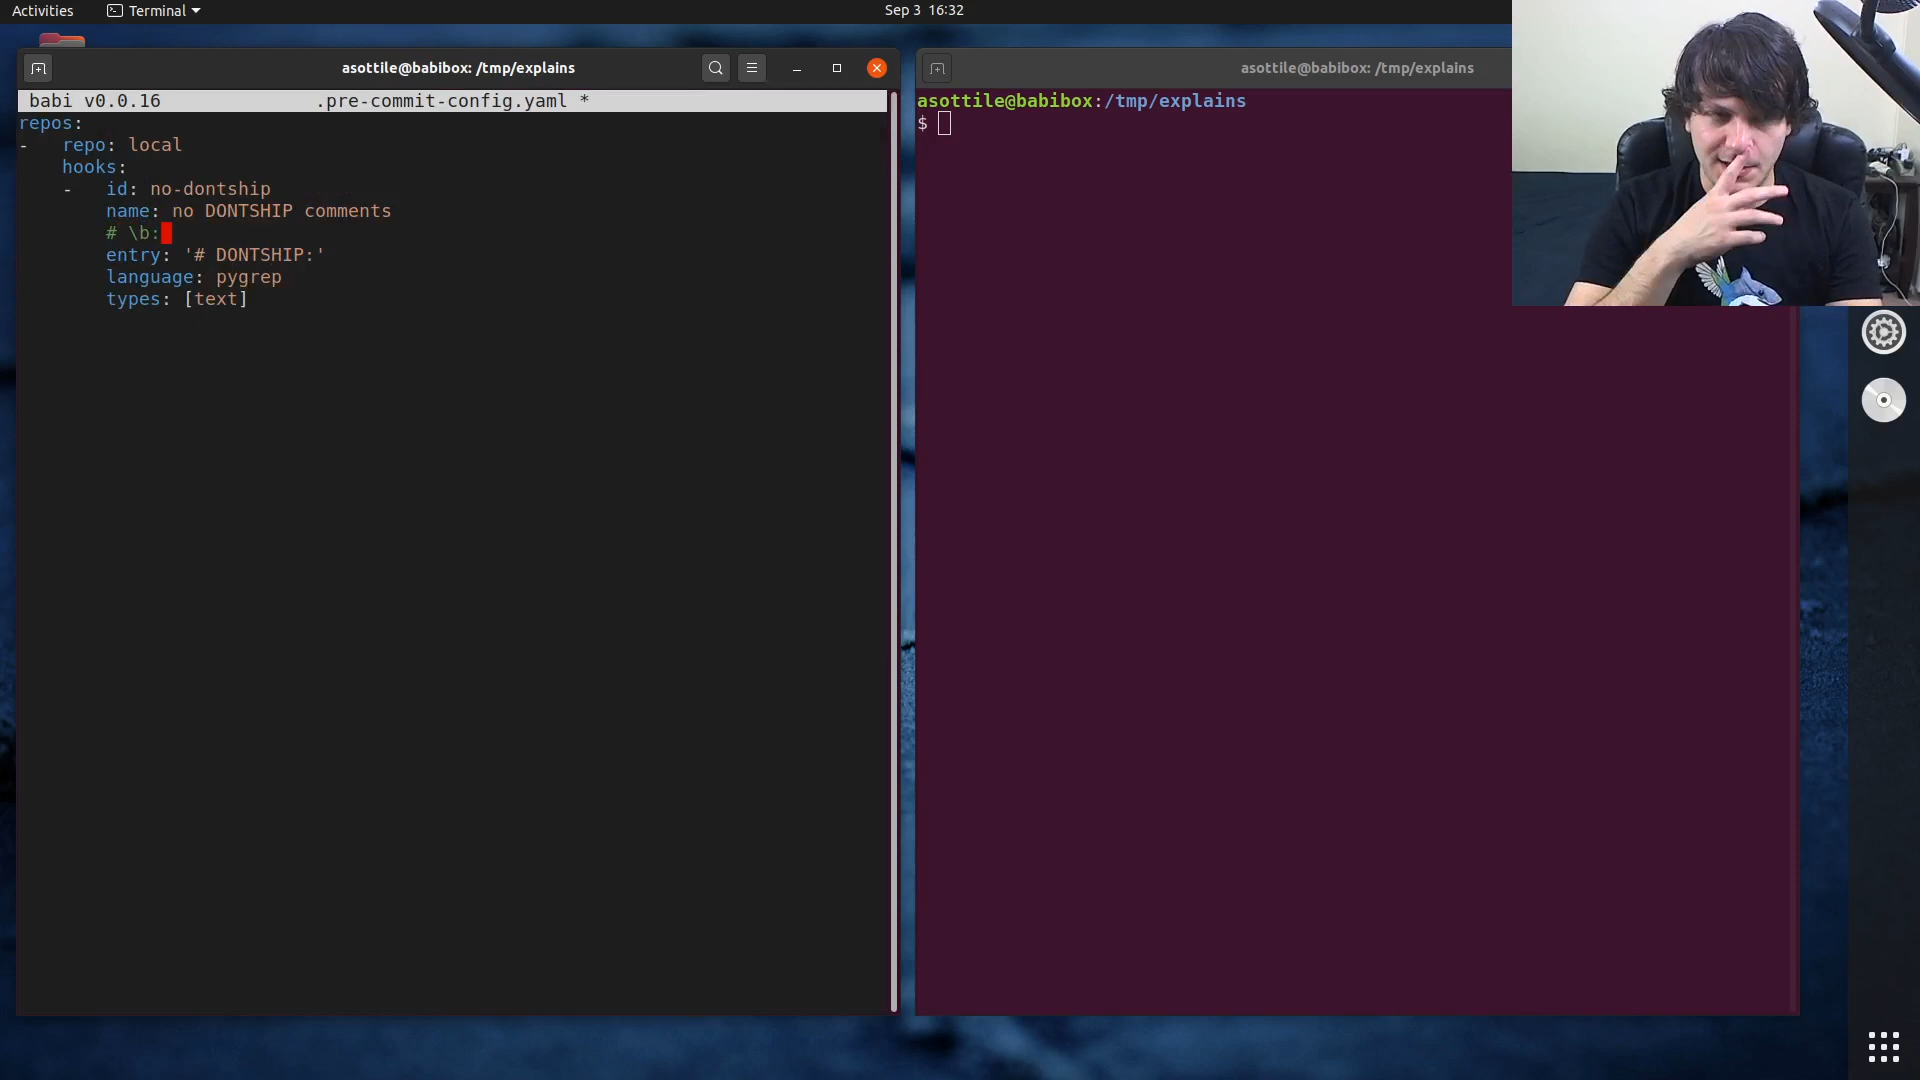 Activities
Terminal
Sep 3 16:32
asottile@babibox: /tmp/explains
babi v0.0.16 .pre-commit-config.yaml *
repos:
-   repo: local
    hooks:
    -   id: no-dontship
        name: no DONTSHIP comments
        # \b:
        entry: '# DONTSHIP:'
        language: pygrep
        types: [text]
asottile@babibox: /tmp/explains
asottile@babibox:/tmp/explains
$